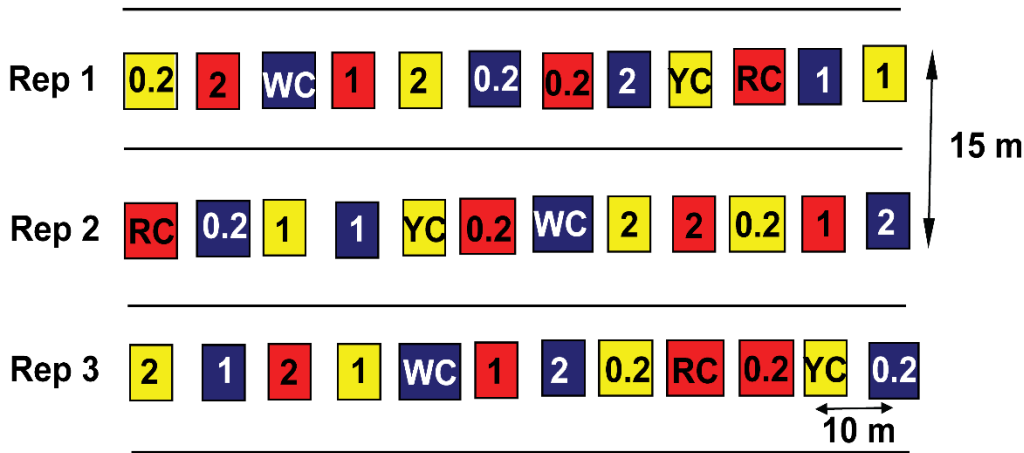 Rep 1 0.2 2 WC 1 2 0.2 0.2 2 YC RC 1 1
15 m
Rep 2 RC 0.2 1 1 YC 0.2 WC 2 2 0.2 1 2
Rep 3 2 1 2 1 WC 1 2 0.2 RC 0.2 YC 0.2
10 m